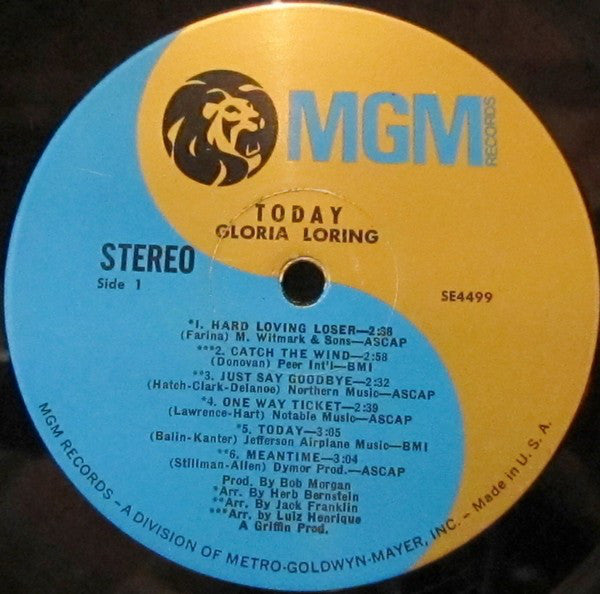 MGM
RECORDS
TODAY
GLORIA LORING
STEREO
Side 1
SE4499
*1. HARD LOVING LOSER—2:38
(Farina) M. Witmark & Sons—ASCAP
***2. CATCH THE WIND—2:58
(Donovan) Peer Int'l—BMI
**3. JUST SAY GOODBYE—2:32
(Hatch-Clark-Delanoe) Northern Music—ASCAP
*4. ONE WAY TICKET—2:39
(Lawrence-Hart) Notable Music—ASCAP
*5. TODAY—3:05
(Balin-Kanter) Jefferson Airplane Music—BMI
**6. MEANTIME—3:04
(Stillman-Allen) Dymor Prod.—ASCAP
Prod. By Bob Morgan
*Arr. By Herb Bernstein
**Arr. By Jack Franklin
***Arr. by Luiz Henrique
A Griffin Prod.
MGM RECORDS – A DIVISION OF METRO-GOLDWYN-MAYER, INC. – Made in U. S. A.